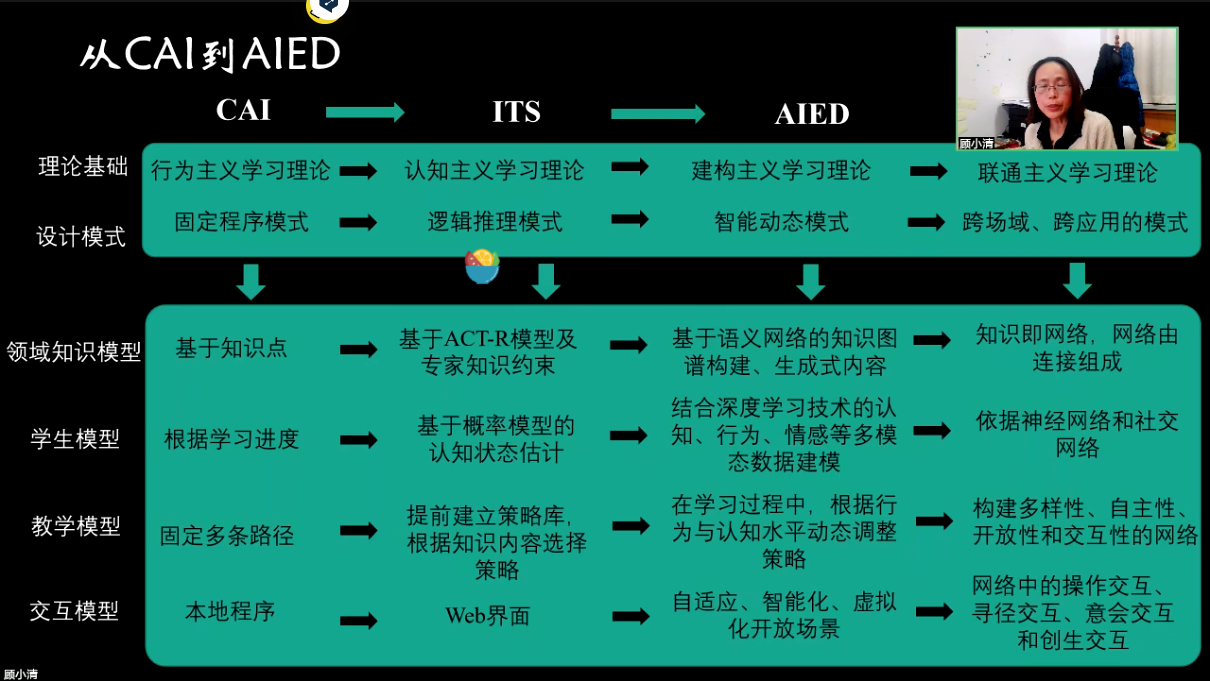 从CAI到AIED
CAI
ITS
AIED
顾小清
理论基础
行为主义学习理论
认知主义学习理论
建构主义学习理论
联通主义学习理论
设计模式
固定程序模式
逻辑推理模式
智能动态模式
跨场域、跨应用的模式
领域知识模型
基于知识点
基于ACT-R模型及
专家知识约束
基于语义网络的知识图
谱构建、生成式内容
知识即网络，网络由
连接组成
学生模型
根据学习进度
基于概率模型的
认知状态估计
结合深度学习技术的认
知、行为、情感等多模
态数据建模
依据神经网络和社交
网络
教学模型
固定多条路径
提前建立策略库，
根据知识内容选择
策略
在学习过程中，根据行
为与认知水平动态调整
策略
构建多样性、自主性、
开放性和交互性的网络
交互模型
本地程序
Web界面
自适应、智能化、虚拟
化开放场景
网络中的操作交互、
寻径交互、意会交互
和创生交互
顾小清